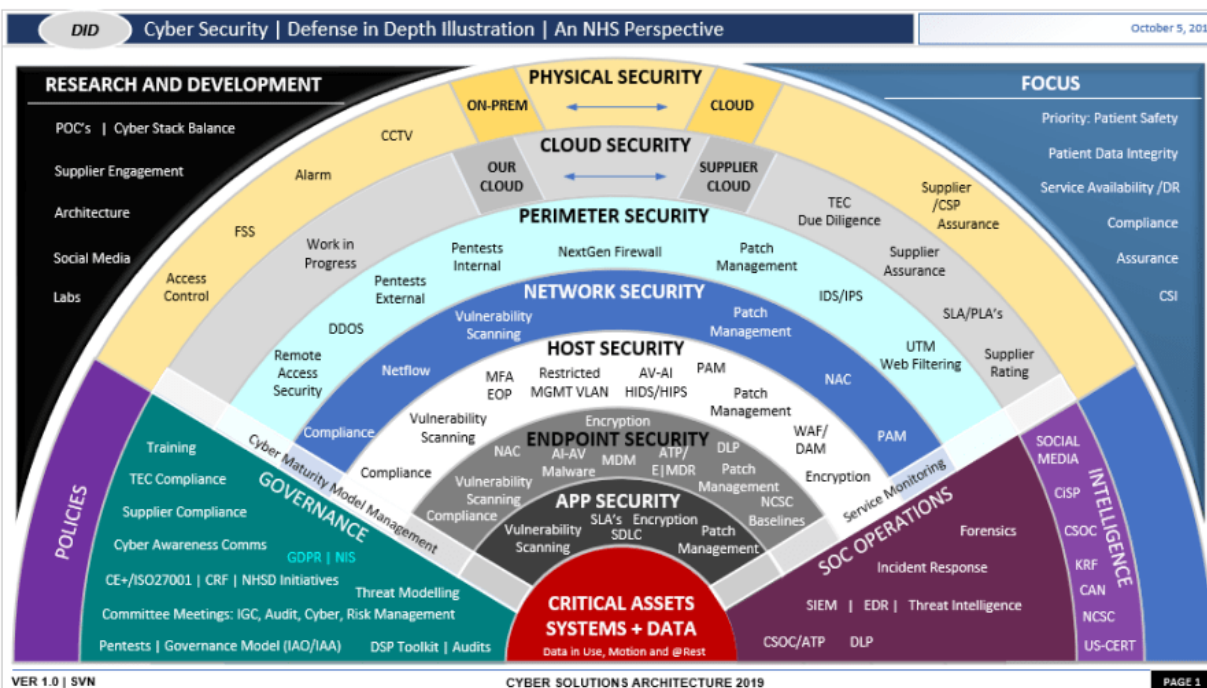 DID
Cyber Security | Defense in Depth Illustration | An NHS Perspective
October 5, 201
RESEARCH AND DEVELOPMENT
POC's | Cyber Stack Balance
Supplier Engagement
Architecture
Social Media
Labs
FOCUS
Priority: Patient Safety
Patient Data Integrity
Service Availability /DR
Compliance
Assurance
CSI
PHYSICAL SECURITY
ON-PREM
CLOUD
CCTV
Alarm
FSS
Access
Control
Supplier
/CSP
Assurance
CLOUD SECURITY
OUR
CLOUD
SUPPLIER
CLOUD
Work in
Progress
TEC
Due Diligence
Supplier
Assurance
SLA/PLA's
Supplier
Rating
PERIMETER SECURITY
Pentests
Internal
NextGen Firewall
Patch
Management
Pentests
External
IDS/IPS
DDOS
UTM
Web Filtering
Remote
Access
Security
NETWORK SECURITY
Vulnerability
Scanning
Patch
Management
Netflow
NAC
Compliance
PAM
HOST SECURITY
MFA
EOP
Restricted
MGMT VLAN
AV-AI
HIDS/HIPS
PAM
Patch
Management
Vulnerability
Scanning
WAF/
DAM
Compliance
Encryption
Encryption
ENDPOINT SECURITY
NAC
AI-AV
Malware
MDM
ATP/
E|MDR
DLP
Patch
Management
Vulnerability
Scanning
NCSC
Baselines
Compliance
APP SECURITY
Vulnerability
Scanning
SLA's
SDLC
Encryption
Patch
Management
CRITICAL ASSETS
SYSTEMS + DATA
Data in Use, Motion and @Rest
Cyber Maturity Model Management
Service Monitoring
POLICIES
GOVERNANCE
Training
TEC Compliance
Supplier Compliance
Cyber Awareness Comms
GDPR | NIS
CE+/ISO27001 | CRF | NHSD Initiatives
Threat Modelling
Committee Meetings: IGC, Audit, Cyber, Risk Management
Pentests | Governance Model (IAO/IAA)
DSP Toolkit | Audits
SOC OPERATIONS
Forensics
Incident Response
SIEM | EDR | Threat Intelligence
CSOC/ATP
DLP
INTELLIGENCE
SOCIAL
MEDIA
CiSP
CSOC
KRF
CAN
NCSC
US-CERT
VER 1.0 | SVN
CYBER SOLUTIONS ARCHITECTURE 2019
PAGE 1